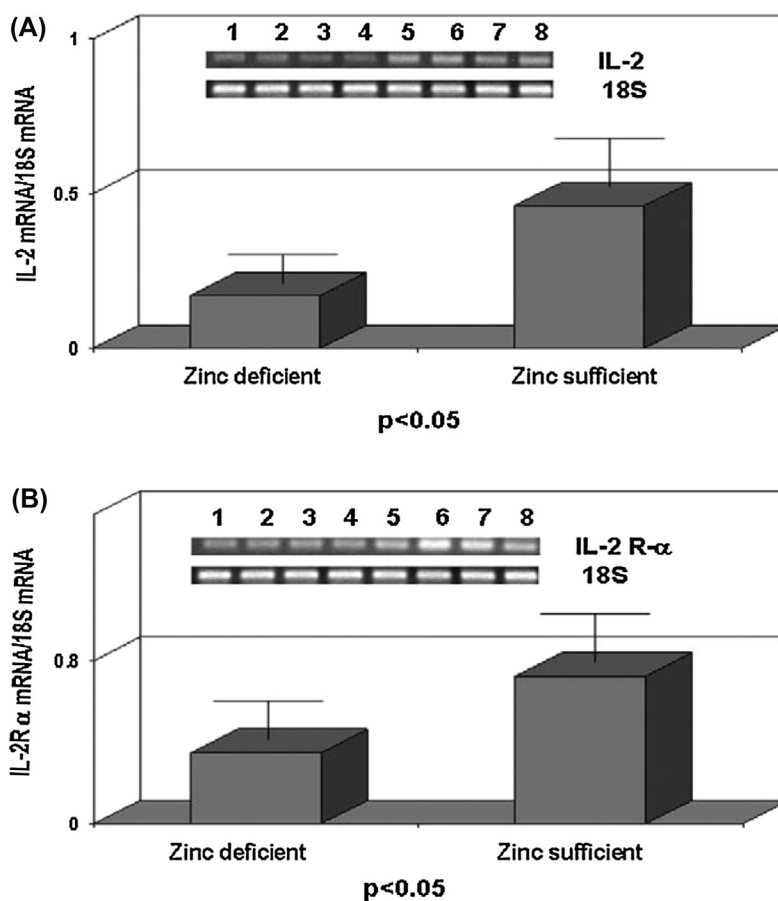 (A)
1
1 2 3 4 5 6 7 8
IL-2
18S
IL-2 mRNA/18S mRNA
0.5
0
Zinc deficient Zinc sufficient
p<0.05
(B)
1 2 3 4 5 6 7 8
IL-2 R-α
18S
IL-2R α mRNA/18S mRNA
0.8
0
Zinc deficient Zinc sufficient
p<0.05